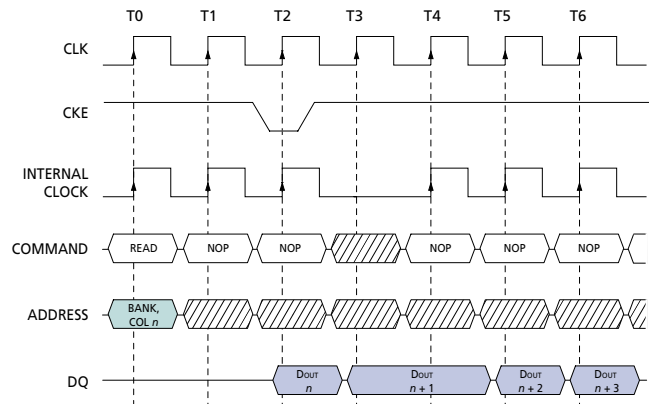 T0 T1 T2 T3 T4 T5 T6
CLK
CKE
INTERNAL
CLOCK
COMMAND READ NOP NOP NOP NOP NOP
ADDRESS BANK,
COL n
DQ DOUT DOUT DOUT DOUT
n n + 1 n + 2 n + 3